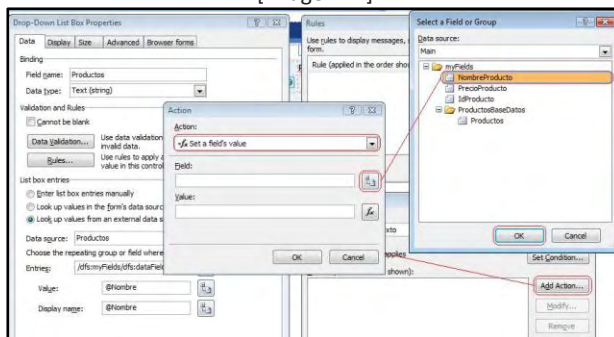 Drop-Down List Box Properties
Data
Display
Size
Advanced
Browser forms
Binding
Field name:
Productos
Data type:
Text (string)
Validation and Rules
Cannot be blank
Data Validation...
Use data validation
invalid data.
Rules...
Use rules to apply
value in this control
List box entries
Enter list box entries manually
Look up values in the form's data sourc
Look up values from an external data s
Data source:
Productos
Choose the repeating group or field where
Entries:
/dfs:myFields/dfs:dataField
Value:
@Nombre
Display name:
@Nombre
Action
Action:
Set a field's value
Field:
Value:
OK
Cancel
Rules
Use rules to display messages,
form.
Rule (applied in the order sho
exto
applies
shown):
Set Condition...
Add Action...
Modify...
Remove
Select a Field or Group
Data source:
Main
myFields
NombreProducto
PrecioProducto
IdProducto
ProductosBaseDatos
Productos
OK
Cancel